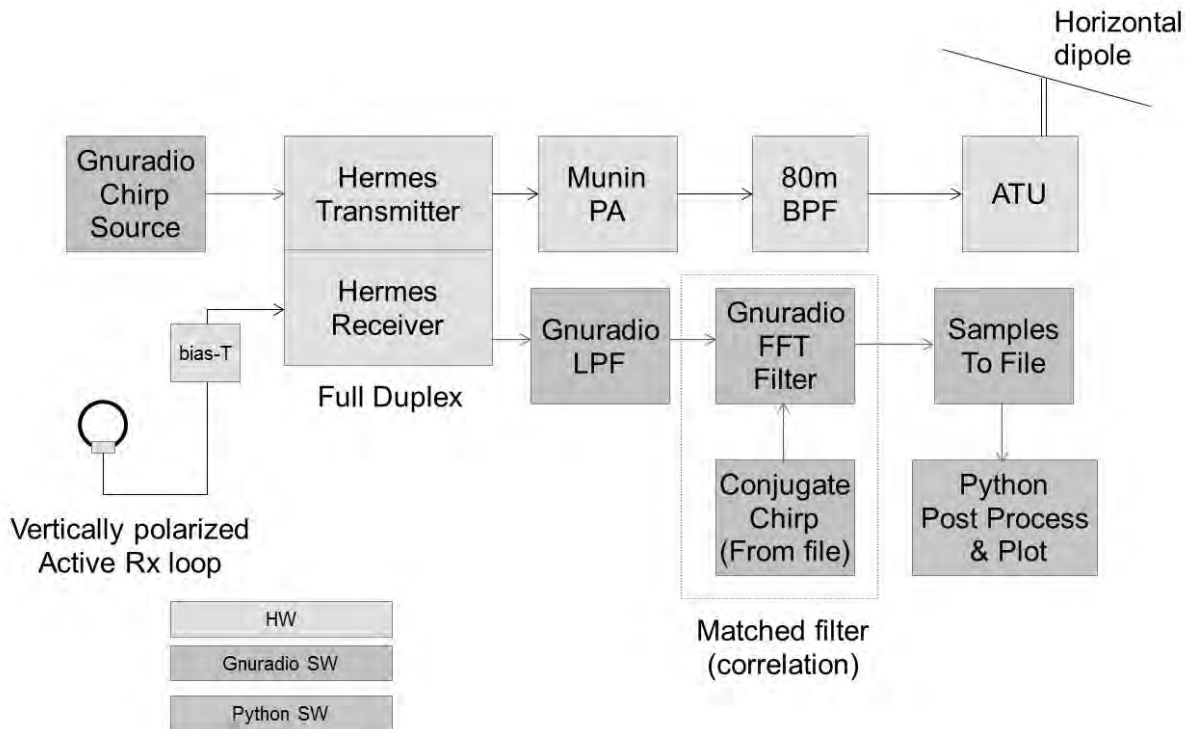 Horizontal
dipole
Gnuradio
Chirp
Source
Hermes
Transmitter
Munin
PA
80m
BPF
ATU
Hermes
Receiver
Full Duplex
bias-T
Gnuradio
LPF
Gnuradio
FFT
Filter
Samples
To File
Conjugate
Chirp
(From file)
Python
Post Process
& Plot
Vertically polarized
Active Rx loop
Matched filter
(correlation)
HW
Gnuradio SW
Python SW